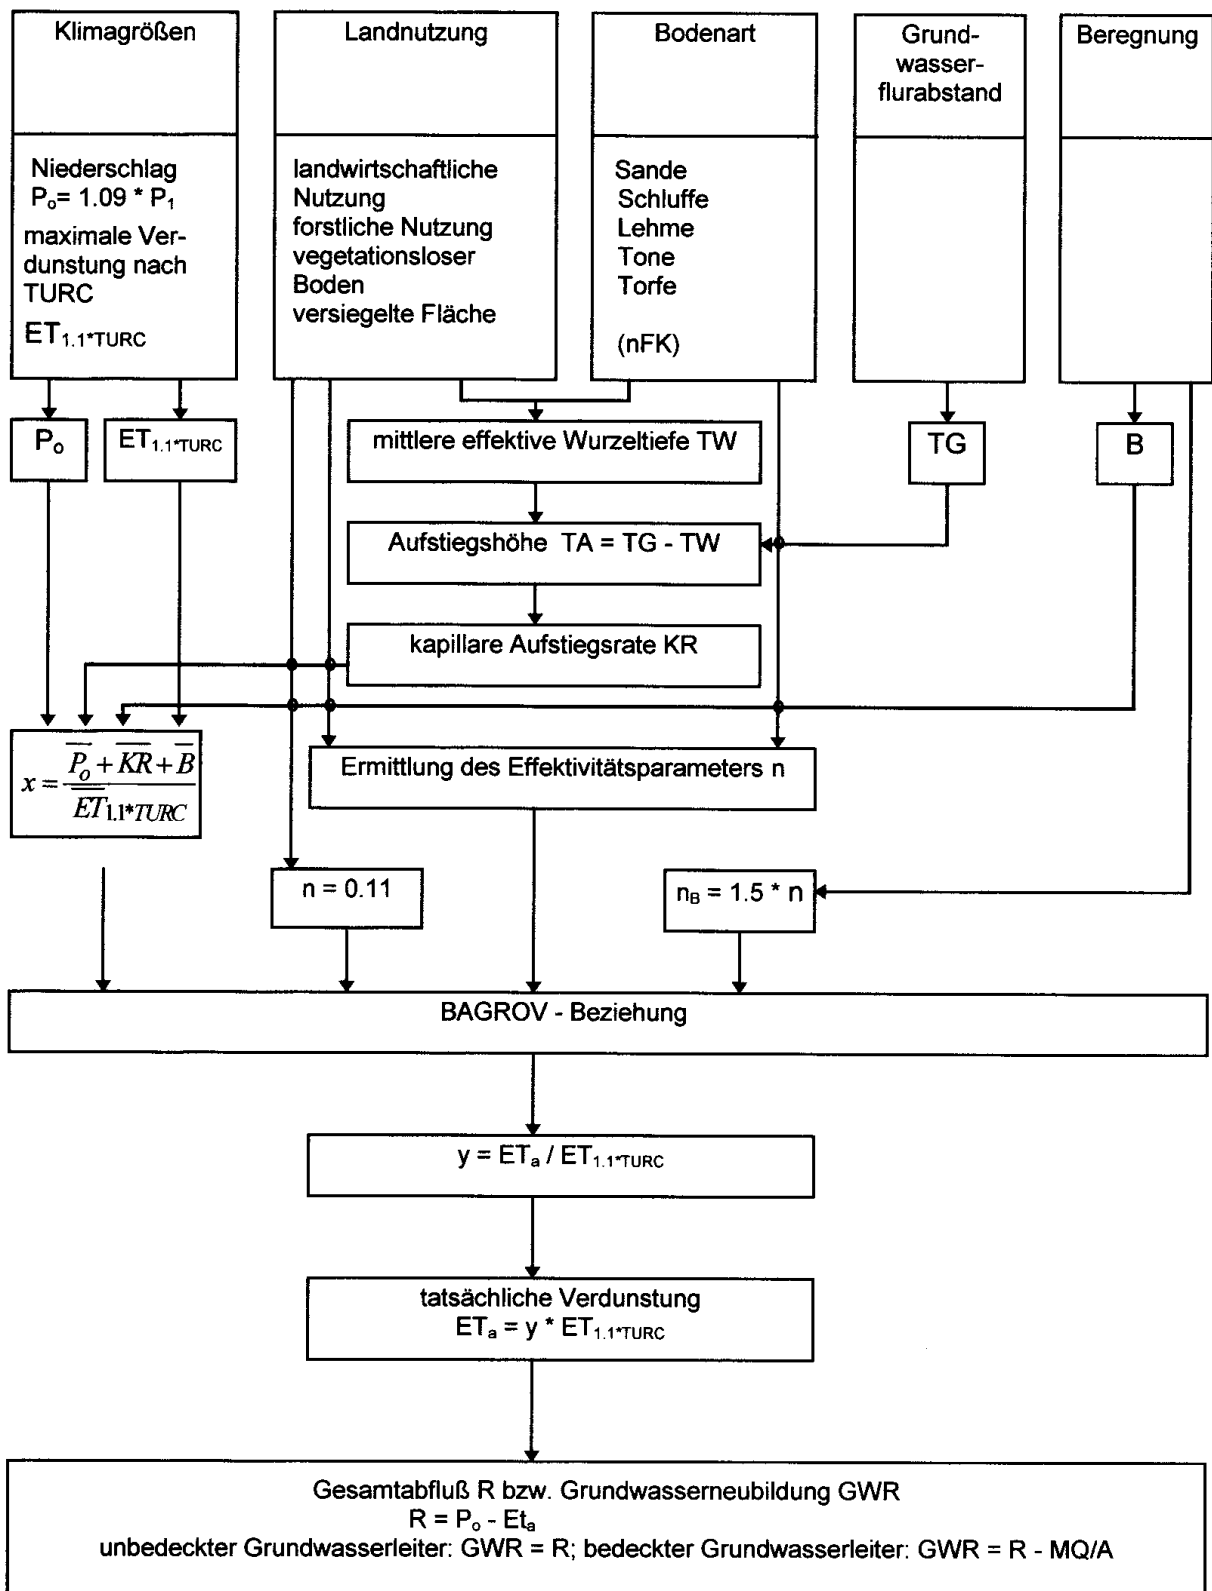 Klimagrößen
Landnutzung
Bodenart
Grund-
wasser-
flurabstand
Beregnung
Niederschlag
Pₒ= 1.09 * P₁
maximale Ver-
dunstung nach
TURC
ET₁.₁*TURC
landwirtschaftliche
Nutzung
forstliche Nutzung
vegetationsloser
Boden
versiegelte Fläche
Sande
Schluffe
Lehme
Tone
Torfe
(nFK)
Pₒ
ET₁.₁*TURC
mittlere effektive Wurzeltiefe TW
TG
B
Aufstiegshöhe TA = TG - TW
kapillare Aufstiegsrate KR
x = (P̅ₒ + K̅R̅ + B̅) / E̅T̅₁.₁*TURC
Ermittlung des Effektivitätsparameters n
n = 0.11
n_B = 1.5 * n
BAGROV - Beziehung
y = ETₐ / ET₁.₁*TURC
tatsächliche Verdunstung
ETₐ = y * ET₁.₁*TURC
Gesamtabfluß R bzw. Grundwasserneubildung GWR
R = Pₒ - Etₐ
unbedeckter Grundwasserleiter: GWR = R; bedeckter Grundwasserleiter: GWR = R - MQ/A